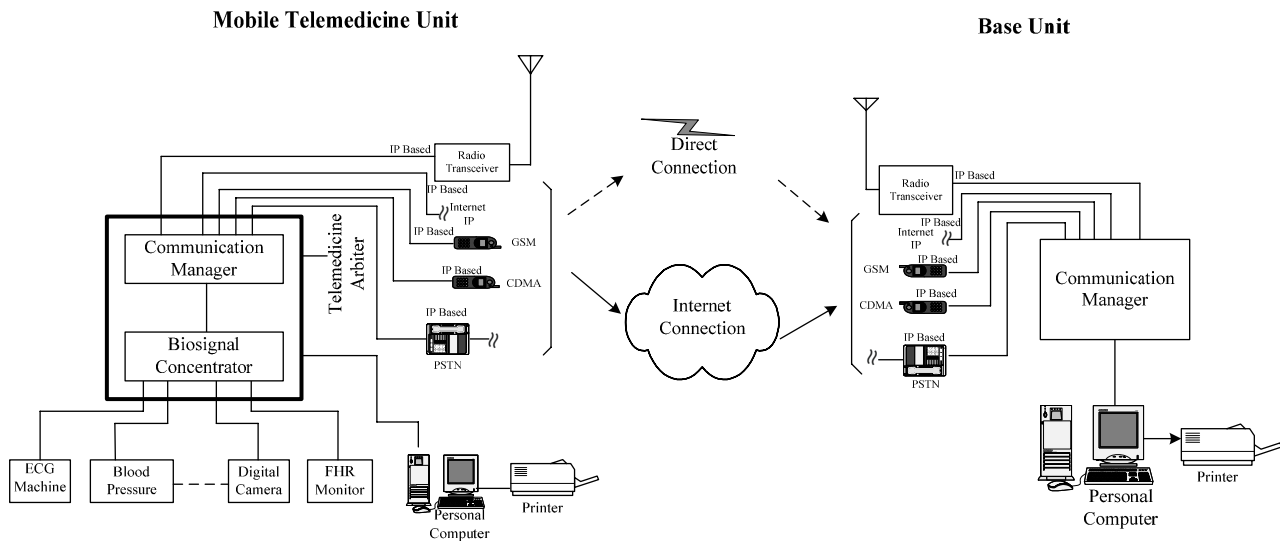 Mobile Telemedicine Unit
Base Unit
Direct
Connection
IP Based
Radio
Transceiver
IP Based
Internet
IP
IP Based
GSM
IP Based
CDMA
IP Based
PSTN
Telemedicine
Arbiter
Communication
Manager
Biosignal
Concentrator
ECG
Machine
Blood
Pressure
Digital
Camera
FHR
Monitor
Personal
Computer
Printer
Internet
Connection
Radio
Transceiver
IP Based
IP Based
Internet
IP
GSM
IP Based
CDMA
IP Based
IP Based
PSTN
Communication
Manager
Personal
Computer
Printer